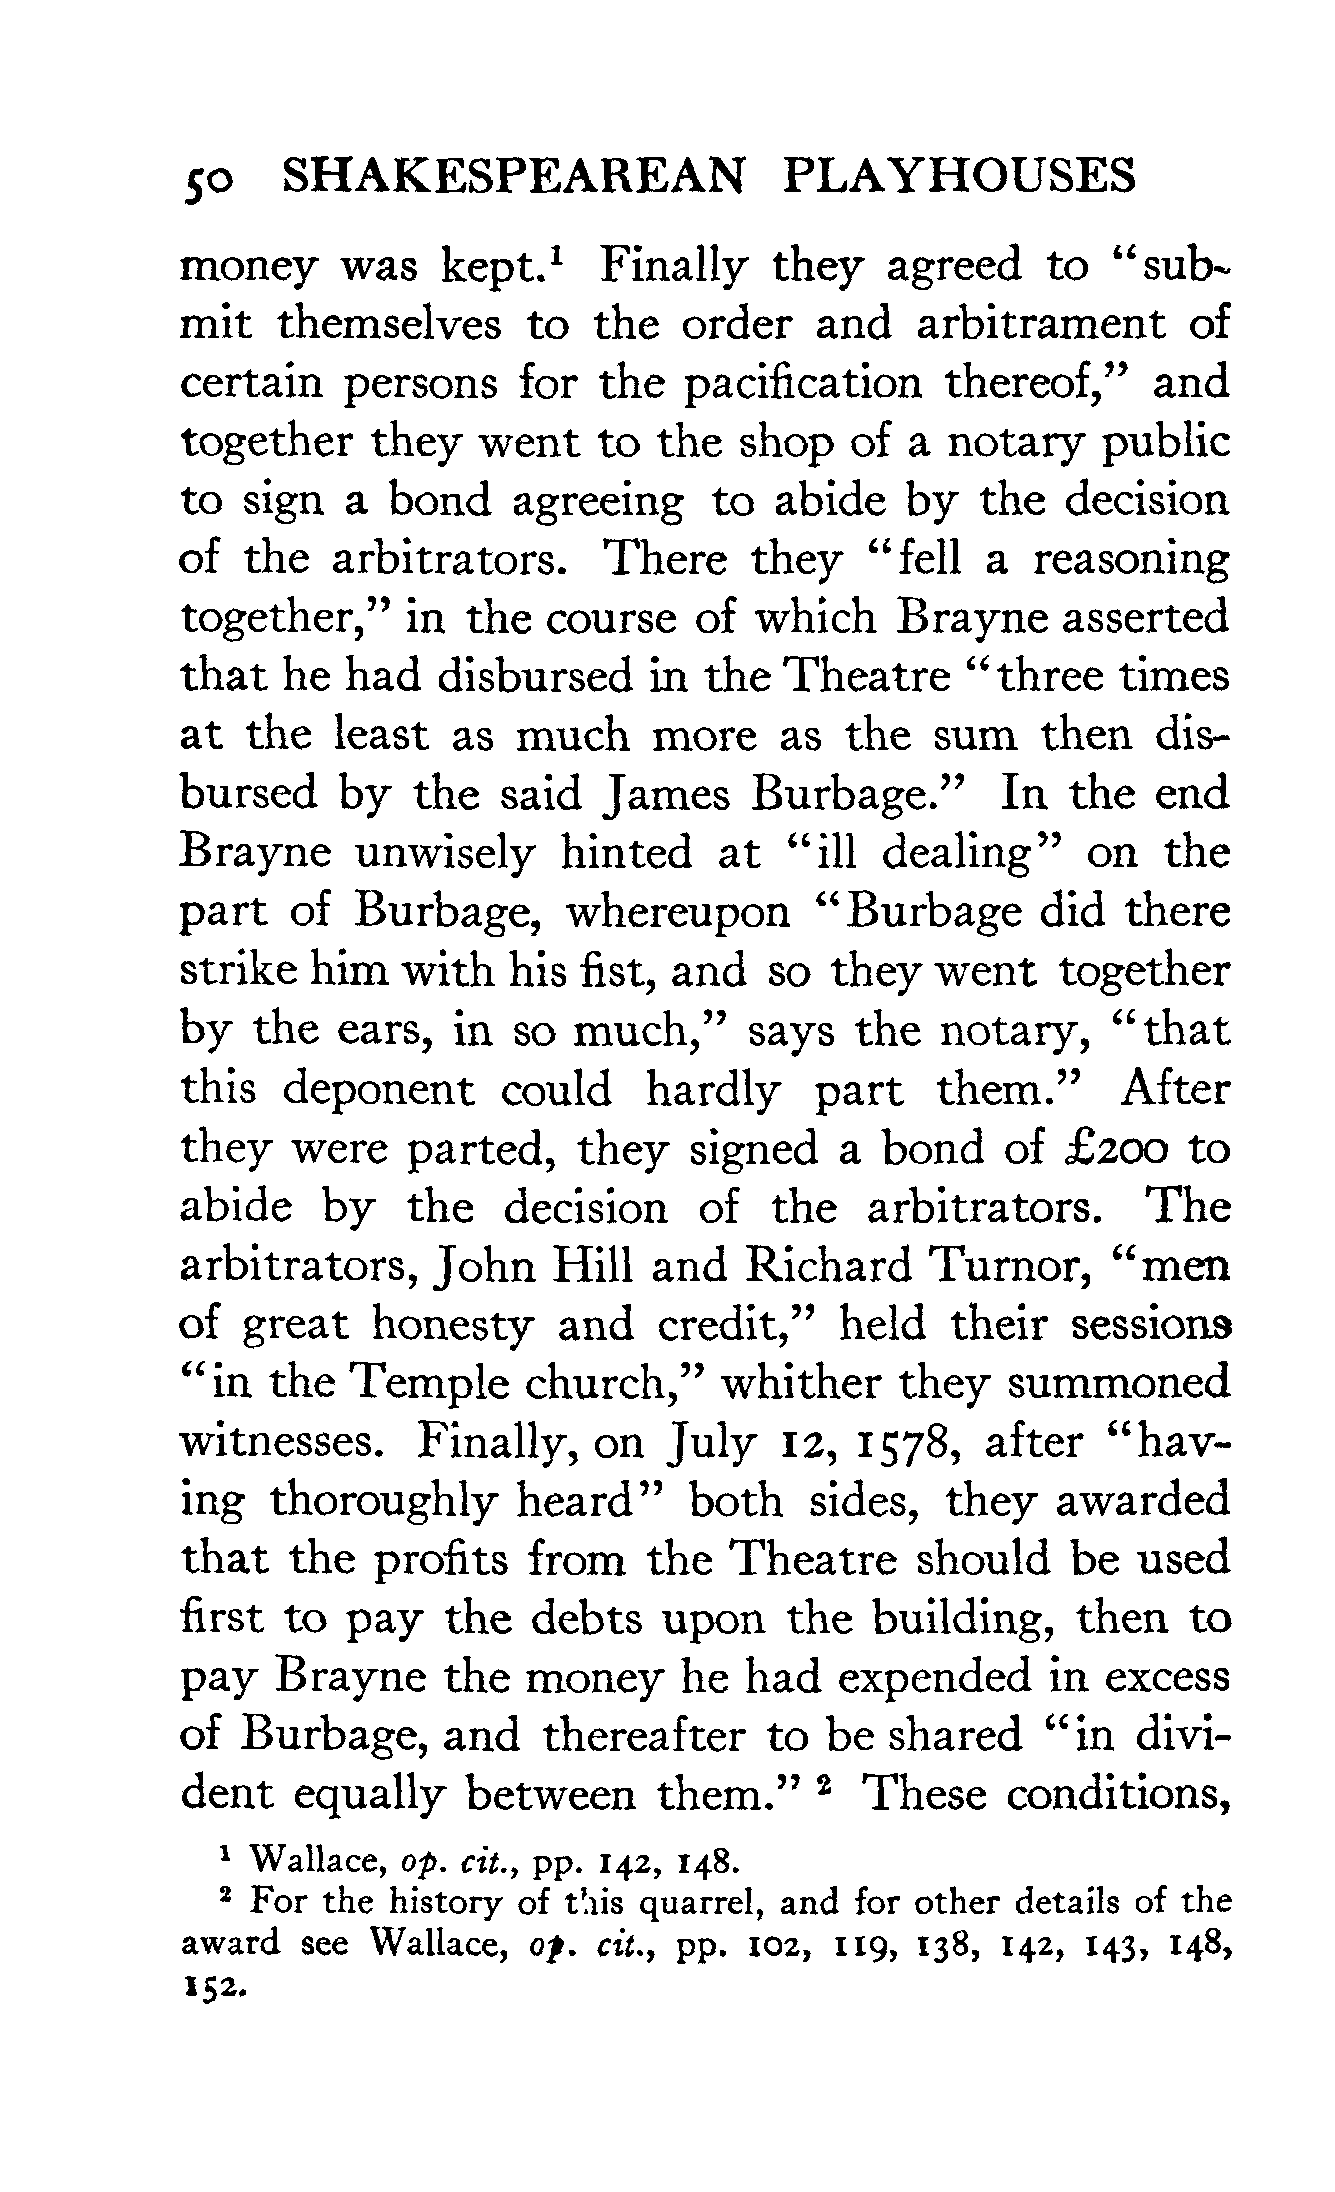 50 SHAKESPEAREAN PLAYHOUSES
money was kept.¹ Finally they agreed to “sub-
mit themselves to the order and arbitrament of
certain persons for the pacification thereof,” and
together they went to the shop of a notary public
to sign a bond agreeing to abide by the decision
of the arbitrators. There they “fell a reasoning
together,” in the course of which Brayne asserted
that he had disbursed in the Theatre “three times
at the least as much more as the sum then dis-
bursed by the said James Burbage.” In the end
Brayne unwisely hinted at “ill dealing” on the
part of Burbage, whereupon “Burbage did there
strike him with his fist, and so they went together
by the ears, in so much,” says the notary, “that
this deponent could hardly part them.” After
they were parted, they signed a bond of £200 to
abide by the decision of the arbitrators. The
arbitrators, John Hill and Richard Turnor, “men
of great honesty and credit,” held their sessions
“in the Temple church,” whither they summoned
witnesses. Finally, on July 12, 1578, after “hav-
ing thoroughly heard” both sides, they awarded
that the profits from the Theatre should be used
first to pay the debts upon the building, then to
pay Brayne the money he had expended in excess
of Burbage, and thereafter to be shared “in divi-
dent equally between them.” ² These conditions,
¹ Wallace, op. cit., pp. 142, 148.
² For the history of this quarrel, and for other details of the
award see Wallace, op. cit., pp. 102, 119, 138, 142, 143, 148,
152.